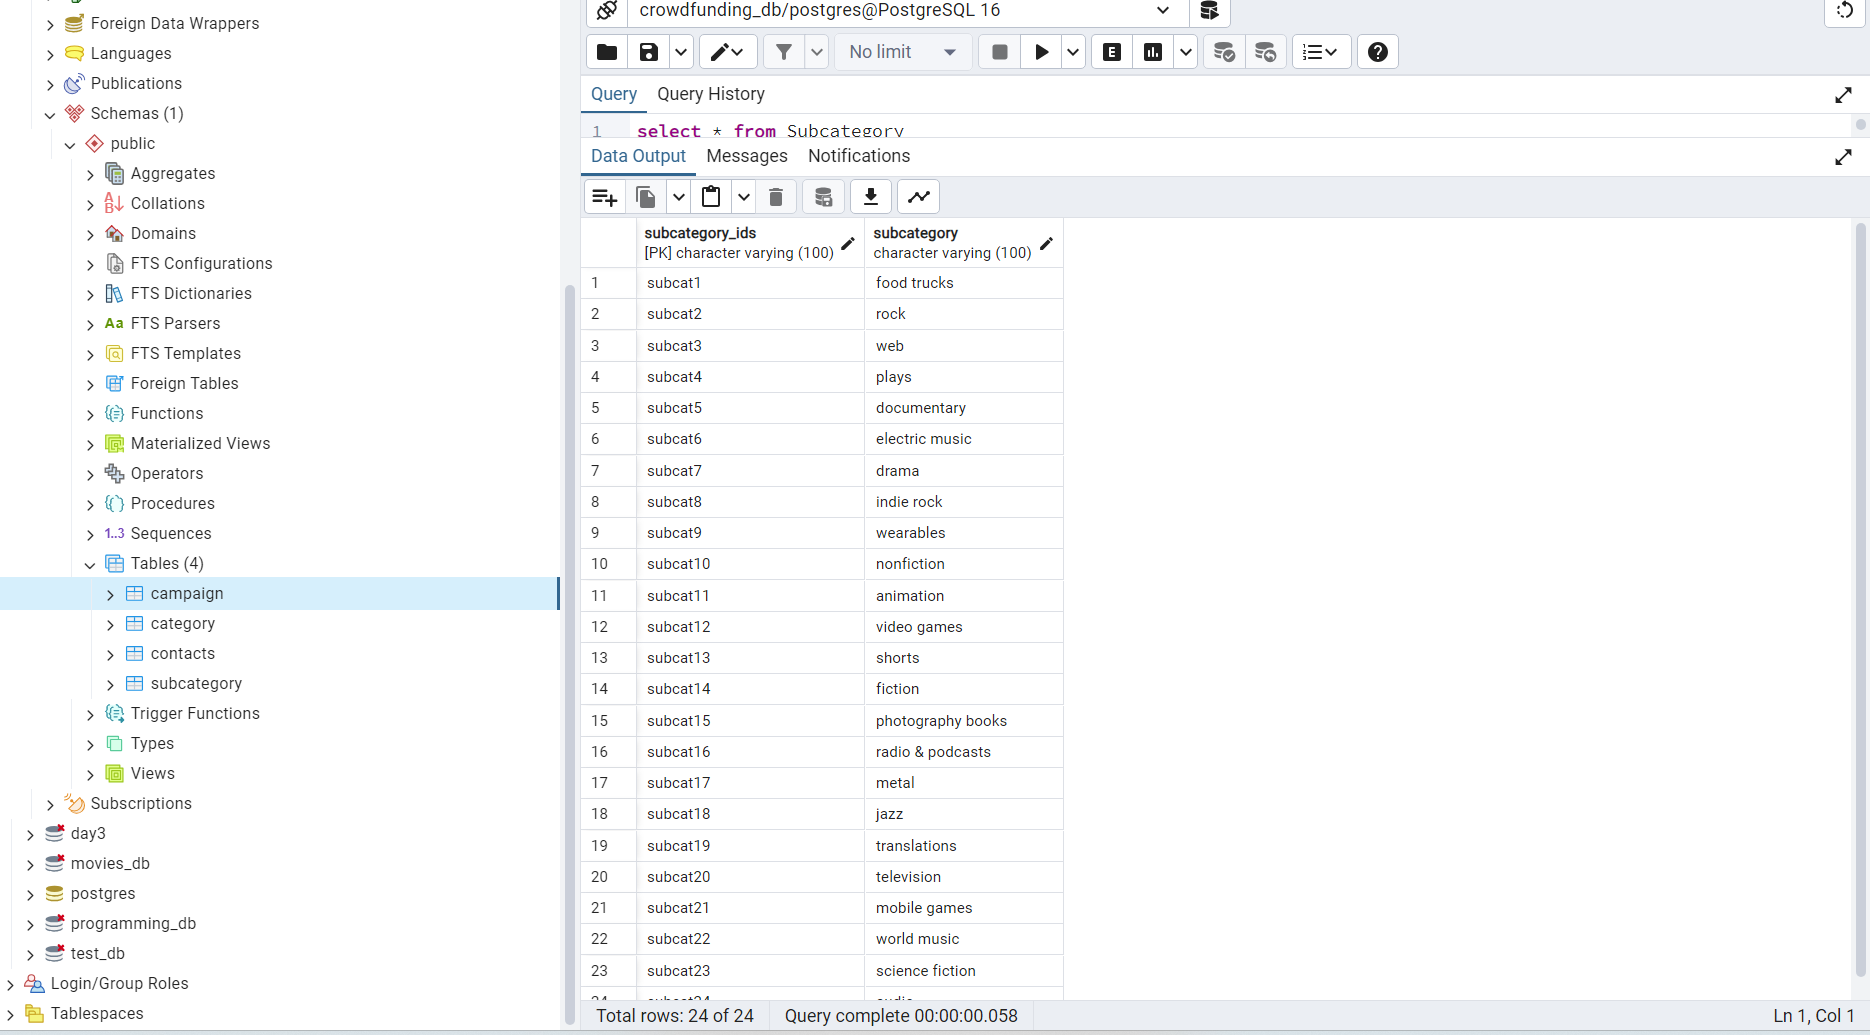 Foreign Data Wrappers
Languages
Publications
Schemas (1)
public
Aggregates
Collations
Domains
FTS Configurations
FTS Dictionaries
Aa FTS Parsers
FTS Templates
Foreign Tables
Functions
Materialized Views
Operators
Procedures
1..3 Sequences
Tables (4)
campaign
category
contacts
subcategory
Trigger Functions
Types
Views
Subscriptions
day3
movies_db
postgres
programming_db
test_db
Login/Group Roles
Tablespaces
crowdfunding_db/postgres@PostgreSQL 16
No limit
E
Query Query History
1 select * from Subcategory
Data Output Messages Notifications
subcategory_ids subcategory
[PK] character varying (100) character varying (100)
1 subcat1 food trucks
2 subcat2 rock
3 subcat3 web
4 subcat4 plays
5 subcat5 documentary
6 subcat6 electric music
7 subcat7 drama
8 subcat8 indie rock
9 subcat9 wearables
10 subcat10 nonfiction
11 subcat11 animation
12 subcat12 video games
13 subcat13 shorts
14 subcat14 fiction
15 subcat15 photography books
16 subcat16 radio & podcasts
17 subcat17 metal
18 subcat18 jazz
19 subcat19 translations
20 subcat20 television
21 subcat21 mobile games
22 subcat22 world music
23 subcat23 science fiction
24 subcat24 audio
Total rows: 24 of 24 Query complete 00:00:00.058 Ln 1, Col 1